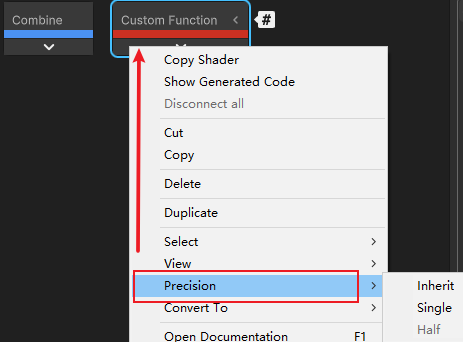 Combine
Custom Function
#
Copy Shader
Show Generated Code
Disconnect all
Cut
Copy
Delete
Duplicate
Select
View
Precision
Inherit
Convert To
Single
Half
Open Documentation F1